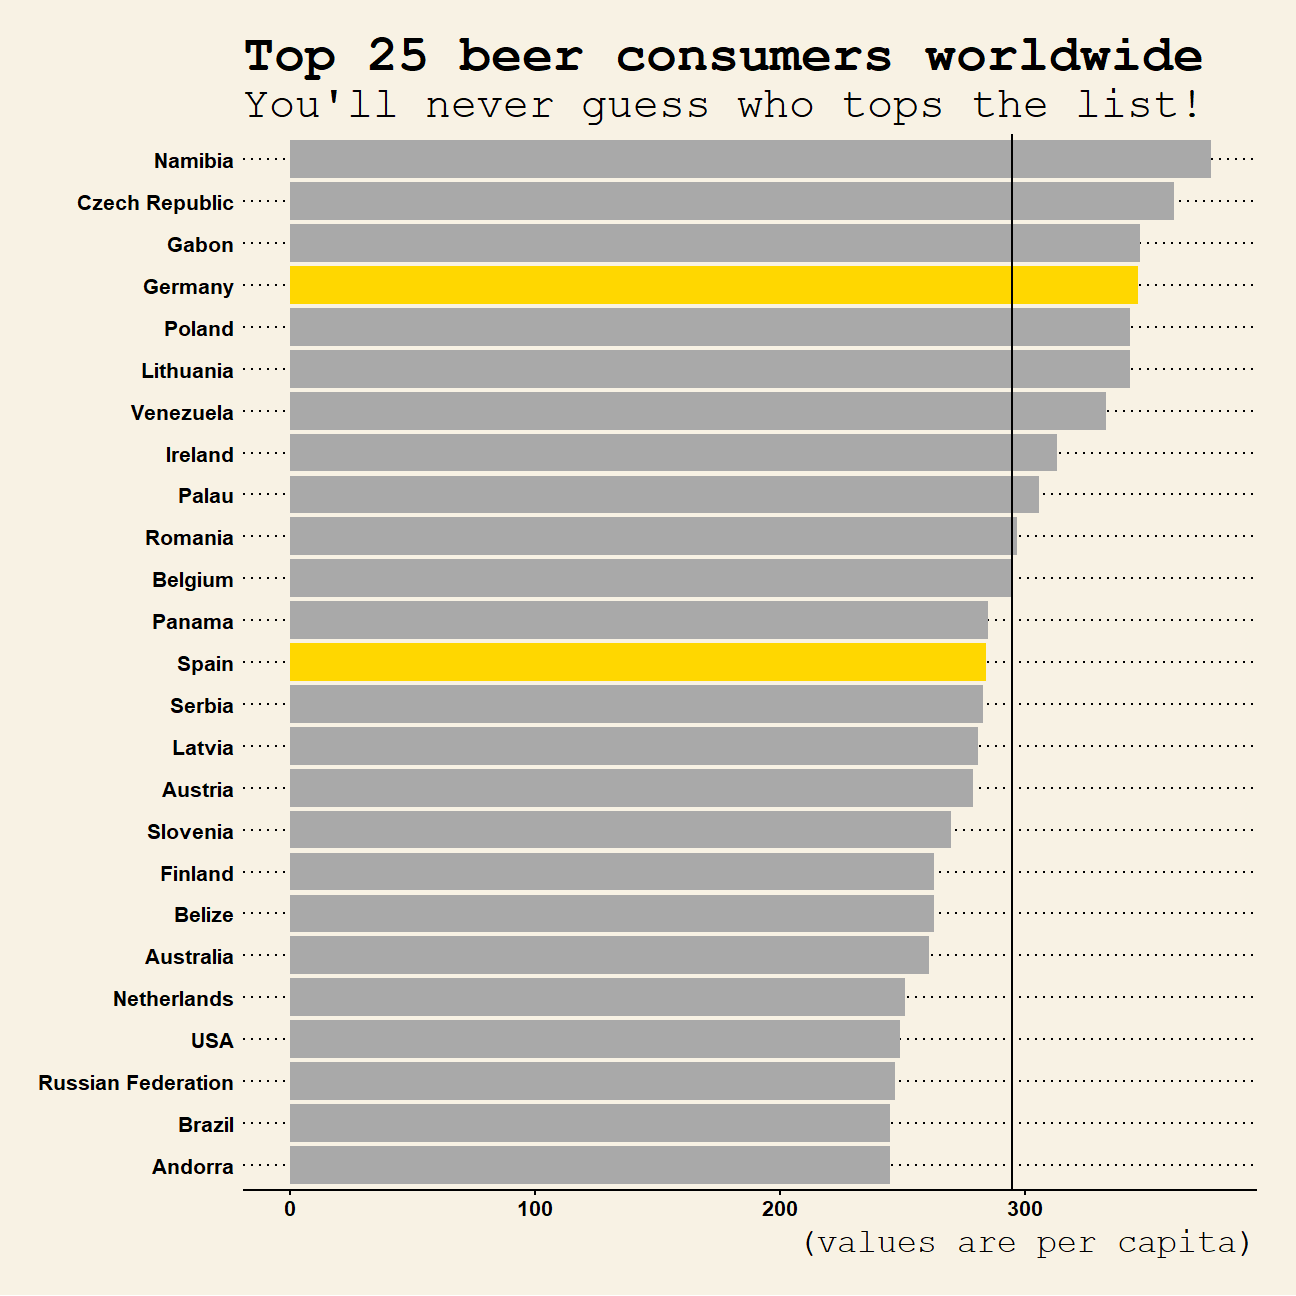 Top 25 beer consumers worldwide
You'll never guess who tops the list!
Namibia
Czech Republic
Gabon
Germany
Poland
Lithuania
Venezuela
Ireland
Palau
Romania
Belgium
Panama
Spain
Serbia
Latvia
Austria
Slovenia
Finland
Belize
Australia
Netherlands
USA
Russian Federation
Brazil
Andorra
0 100 200 300
(values are per capita)